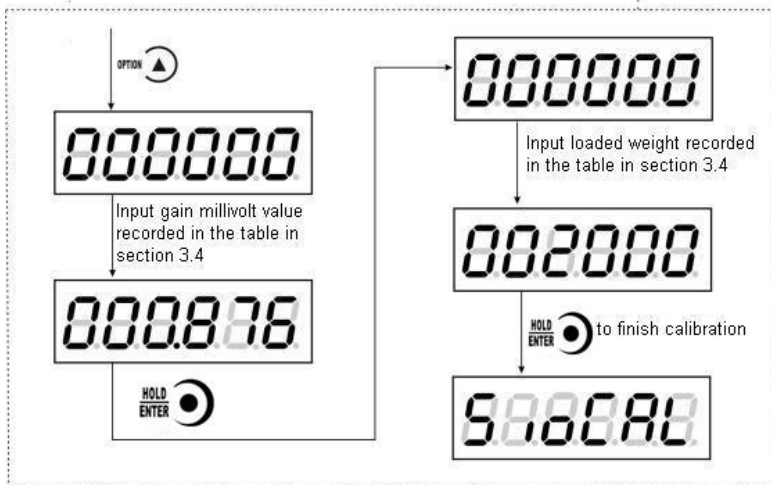 OPTION
000000
Input gain millivolt value
recorded in the table in
section 3.4
000.876
HOLD
ENTER
000000
Input loaded weight recorded
in the table in section 3.4
002000
HOLD
ENTER
to finish calibration
SioCAL